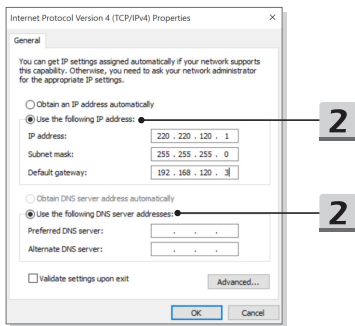 Internet Protocol Version 4 (TCP/IPv4) Properties
General
You can get IP settings assigned automatically if your network supports
this capability. Otherwise, you need to ask your network administrator
for the appropriate IP settings.
Obtain an IP address automatically
Use the following IP address:
2
IP address: 220 . 220 . 120 . 1
Subnet mask: 255 . 255 . 255 . 0
Default gateway: 192 . 168 . 120 . 3
Obtain DNS server address automatically
Use the following DNS server addresses:
2
Preferred DNS server: . . .
Alternate DNS server: . . .
Validate settings upon exit
Advanced...
OK Cancel